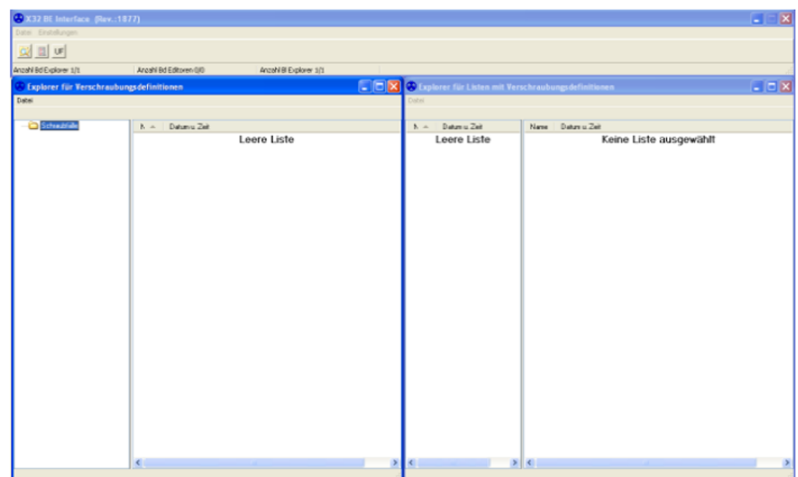 X32 BE Interface (Rev.:1877)
Datei Einstellungen
UF
Anzahl Bd Explorer 1/1 Anzahl Bd Editoren 0/0 Anzahl Bl Explorer 1/1
Explorer für Verschraubungsdefinitionen
Datei
Schraubfälle
N Datum u. Zeit
Leere Liste
Explorer für Listen mit Verschraubungsdefinitionen
Datei
N Datum u. Zeit Name Datum u. Zeit
Leere Liste Keine Liste ausgewählt